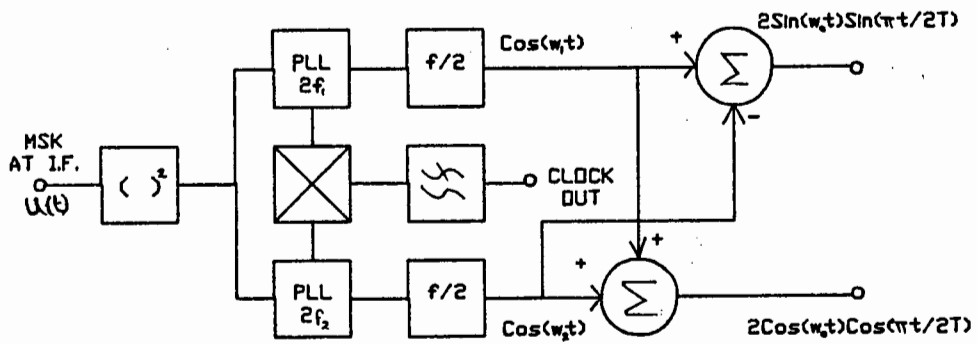 2Sin(w₀t)Sin(πt/2T)
PLL
2f₁
f/2
Cos(w₁t)
+
Σ
-
MSK
AT I.F.
U(t)
( )²
CLOCK
OUT
+
+
PLL
2f₂
f/2
Cos(w₂t)
Σ
2Cos(w₀t)Cos(πt/2T)